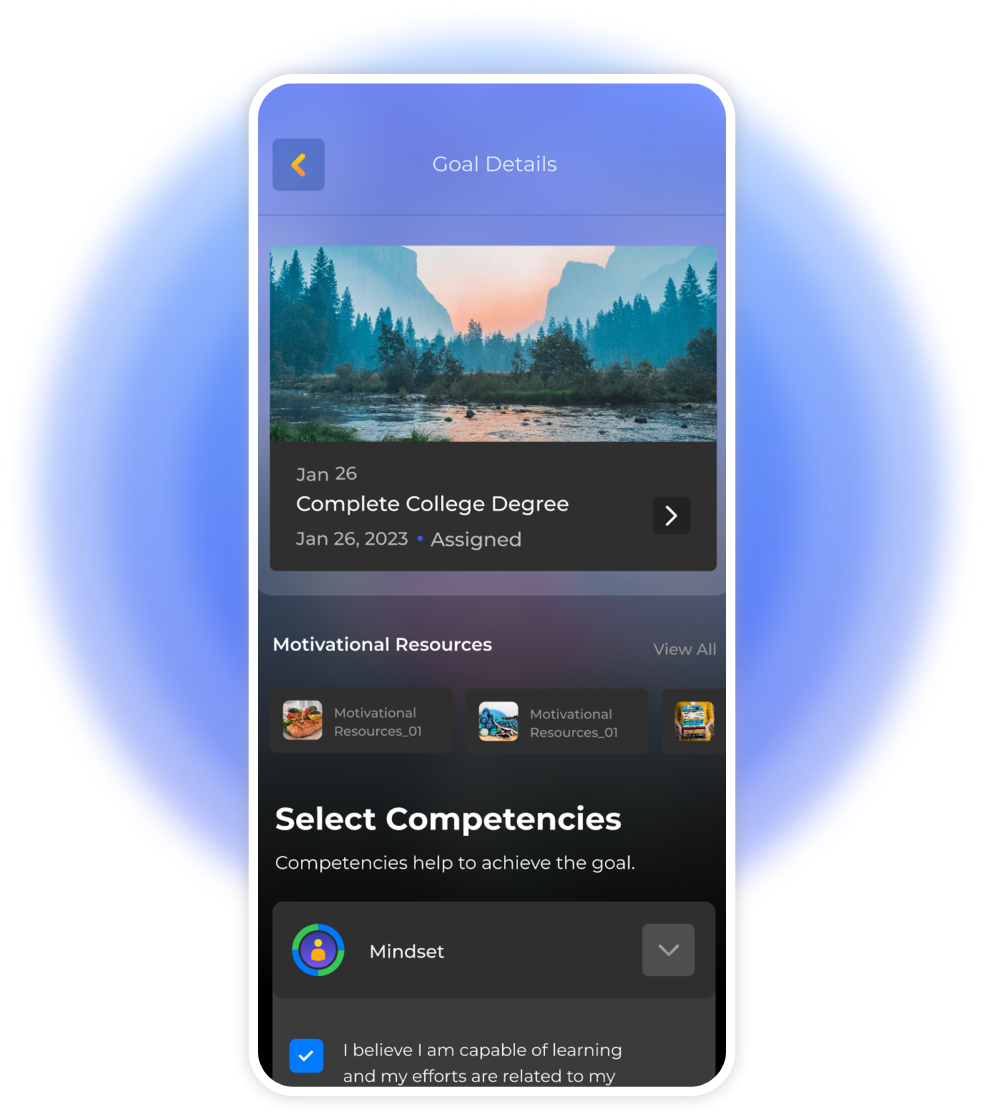 Goal Details
Jan 26
Complete College Degree
Jan 26, 2023 • Assigned
Motivational Resources
View All
Motivational
Resources_01
Motivational
Resources_01
Select Competencies
Competencies help to achieve the goal.
Mindset
I believe I am capable of learning
and my efforts are related to my